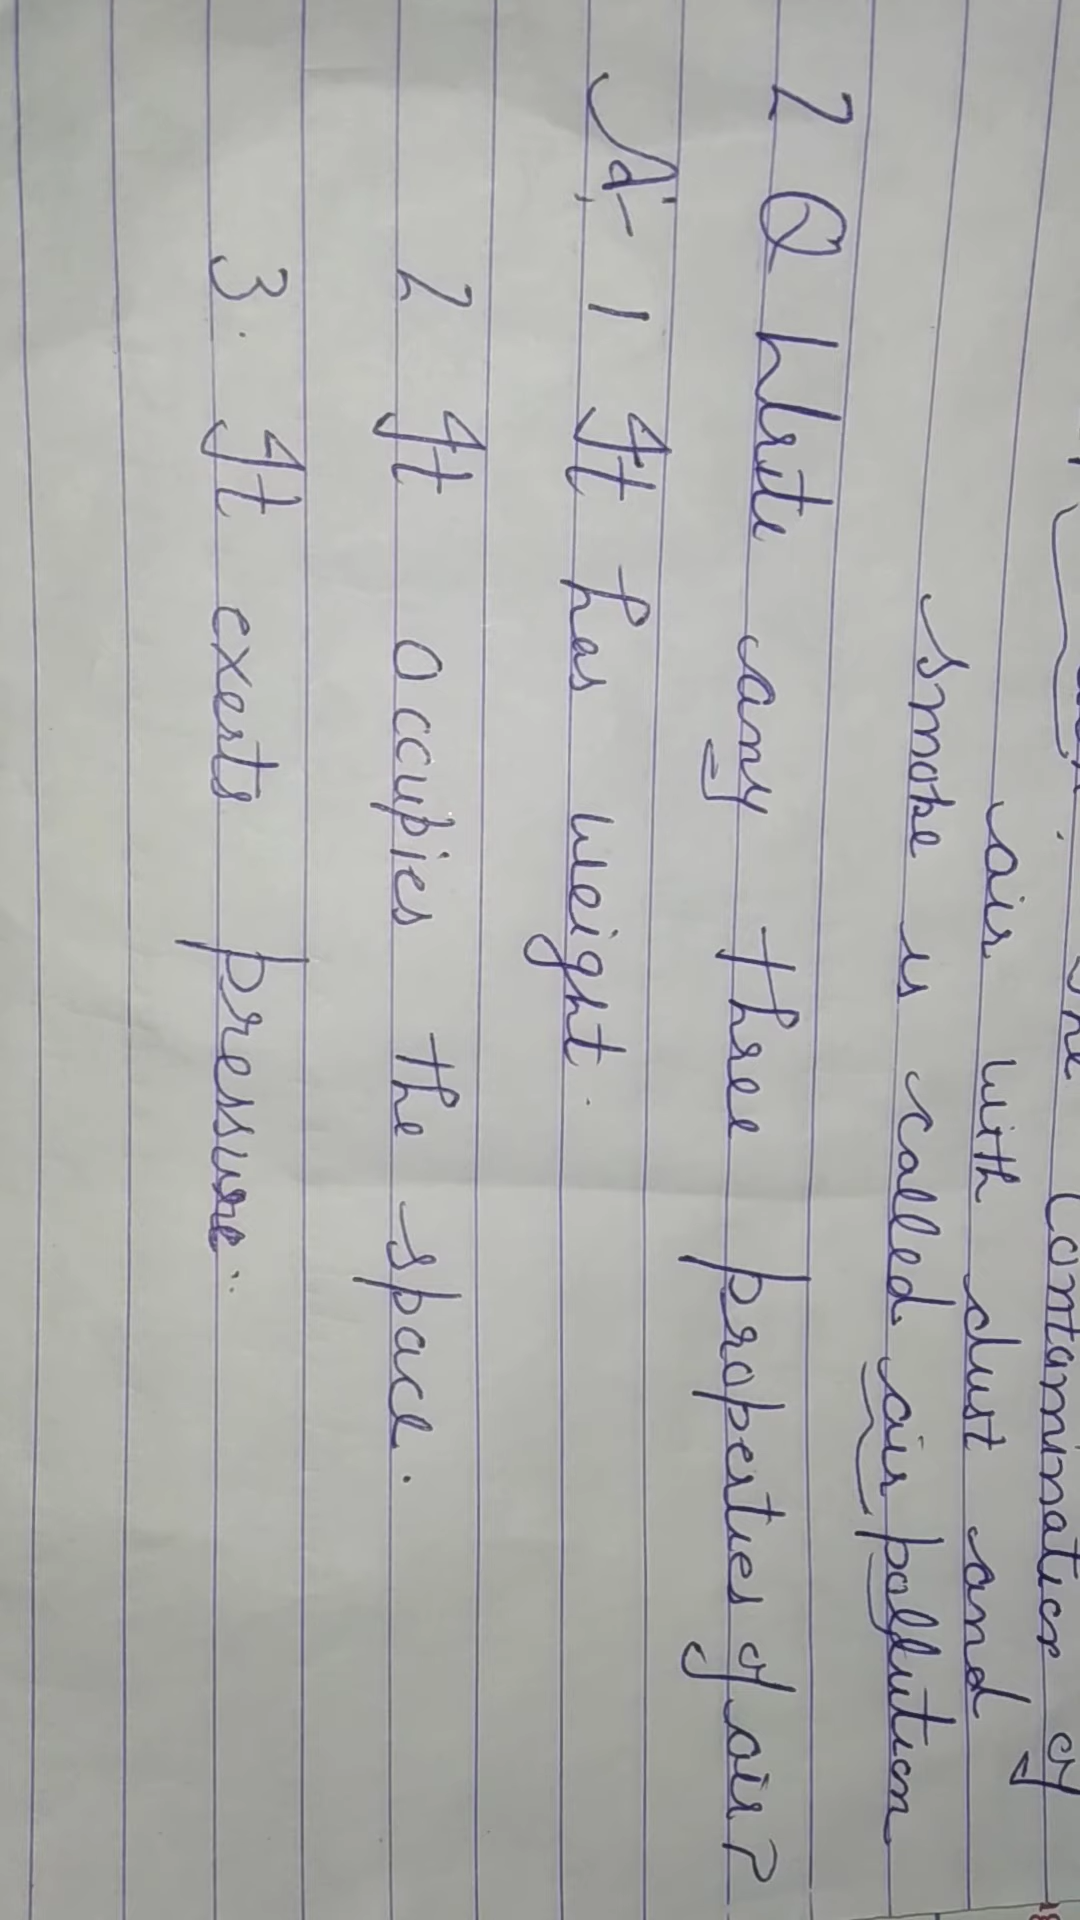 Contamination of
air with dust and
smoke is called air pollution
2 Q Write any three properties of air?
A- 1 It has weight.
2 It occupies the space.
3. It exerts pressure.